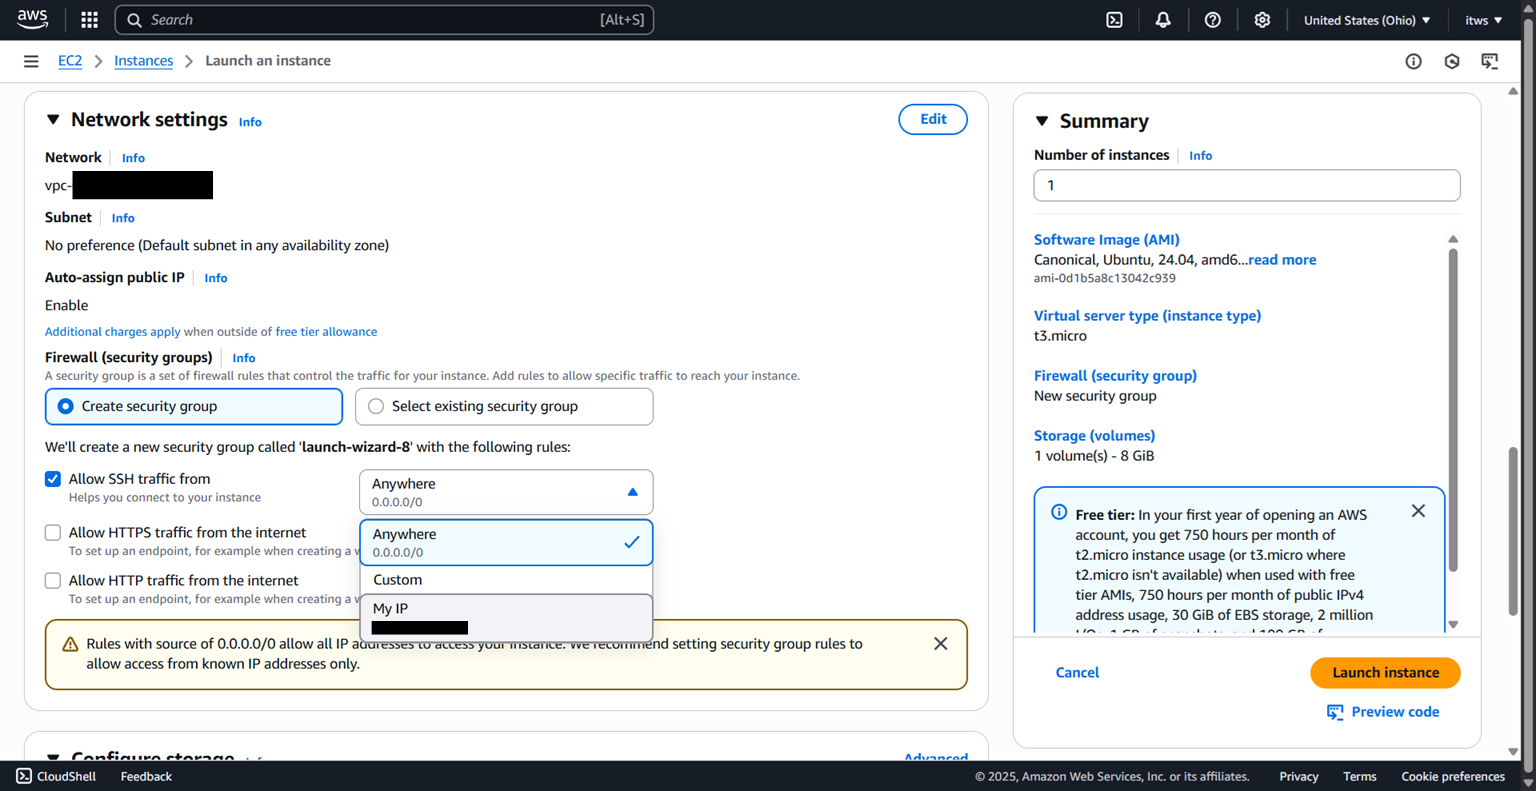 aws
Search [Alt+S]
United States (Ohio)
itws
EC2
Instances
Launch an instance
Network settings Info
Edit
Network Info
vpc-
Subnet Info
No preference (Default subnet in any availability zone)
Auto-assign public IP Info
Enable
Additional charges apply when outside of free tier allowance
Firewall (security groups) Info
A security group is a set of firewall rules that control the traffic for your instance. Add rules to allow specific traffic to reach your instance.
Create security group
Select existing security group
We'll create a new security group called 'launch-wizard-8' with the following rules:
Allow SSH traffic from
Helps you connect to your instance
Anywhere
0.0.0.0/0
Anywhere
0.0.0.0/0
Custom
My IP
Allow HTTPS traffic from the internet
To set up an endpoint, for example when creating a
Allow HTTP traffic from the internet
To set up an endpoint, for example when creating a
Rules with source of 0.0.0.0/0 allow all IP addresses to access your instance. We recommend setting security group rules to
allow access from known IP addresses only.
Configure storage
Advanced
Summary
Number of instances Info
1
Software Image (AMI)
Canonical, Ubuntu, 24.04, amd6...read more
ami-0d1b5a8c13042c939
Virtual server type (instance type)
t3.micro
Firewall (security group)
New security group
Storage (volumes)
1 volume(s) - 8 GiB
Free tier: In your first year of opening an AWS
account, you get 750 hours per month of
t2.micro instance usage (or t3.micro where
t2.micro isn't available) when used with free
tier AMIs, 750 hours per month of public IPv4
address usage, 30 GiB of EBS storage, 2 million
Cancel
Launch instance
Preview code
CloudShell
Feedback
© 2025, Amazon Web Services, Inc. or its affiliates.
Privacy
Terms
Cookie preferences